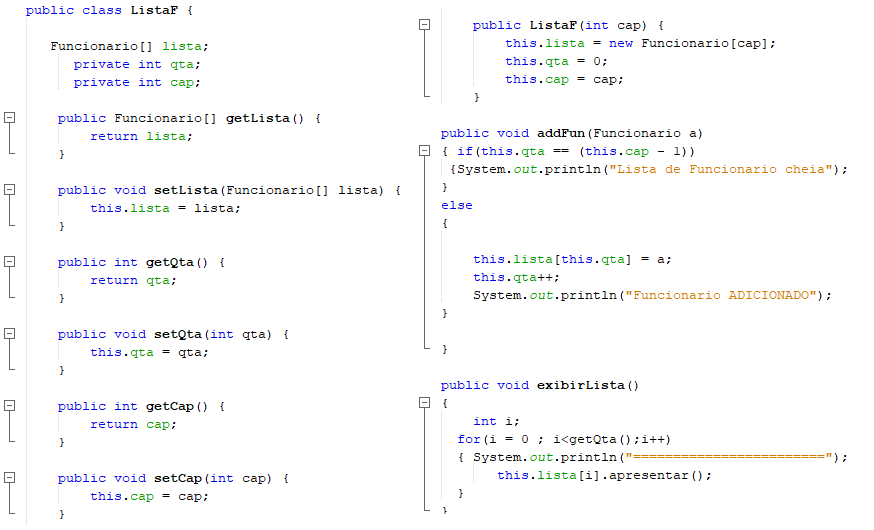 public class ListaF {
Funcionario[] lista;
private int qta;
private int cap;
public Funcionario[] getLista() {
return lista;
}
public void setLista(Funcionario[] lista) {
this.lista = lista;
}
public int getQta() {
return qta;
}
public void setQta(int qta) {
this.qta = qta;
}
public int getCap() {
return cap;
}
public void setCap(int cap) {
this.cap = cap;
}
public ListaF(int cap) {
this.lista = new Funcionario[cap];
this.qta = 0;
this.cap = cap;
}
public void addFun(Funcionario a)
{ if(this.qta == (this.cap - 1))
{System.out.println("Lista de Funcionario cheia");
}
else
{
this.lista[this.qta] = a;
this.qta++;
System.out.println("Funcionario ADICIONADO");
}
}
public void exibirLista()
{
int i;
for(i = 0 ; i<getQta();i++)
{ System.out.println("========================");
this.lista[i].apresentar();
}
}